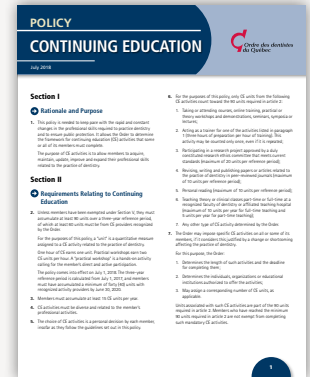 POLICY
CONTINUING EDUCATION
July 2018
Ordre des dentistes
du Québec
Section I
Rationale and Purpose
1. This policy is needed to keep pace with the rapid and constant
changes in the professional skills required to practice dentistry
and to ensure public protection. It allows the Order to determine
the framework for continuing education (CE) activities that some
or all of its members must complete.
The purpose of CE activities is to allow members to acquire,
maintain, update, improve and expand their professional skills
related to the practice of dentistry.
Section II
Requirements Relating to Continuing
Education
2. Unless members have been exempted under Section V, they must
accumulate at least 90 units over a three-year reference period,
of which at least 60 units must be from CE providers recognized
by the Order.
For the purposes of this policy, a "unit" is a quantitative measure
assigned to a CE activity related to the practice of dentistry.
One hour of CE earns one unit. Practical workshops earn two
CE units per hour. A "practical workshop" is a hands-on activity
calling for the member's direct and active participation.
The policy comes into effect on July 1, 2018. The three-year
reference period is calculated from July 1, 2017, and members
must have accumulated a minimum of forty (40) units with
recognized activity providers by June 30, 2020.
3. Members must accumulate at least 15 CE units per year.
4. CE activities must be diverse and related to the member's
professional activities.
5. The choice of CE activities is a personal decision by each member,
insofar as they follow the guidelines set out in this policy.
6. For the purposes of this policy, only CE units from the following
CE activities count toward the 90 units required in article 2:
1. Taking or attending courses, online training, practical or
theory workshops and demonstrations, seminars, symposia or
lectures;
2. Acting as a trainer for one of the activities listed in paragraph
1 (three hours of preparation per hour of training). This
activity may be counted only once, even if it is repeated;
3. Participating in a research project approved by a duly
constituted research ethics committee that meets current
standards (maximum of 20 units per reference period);
4. Revising, writing and publishing papers or articles related to
the practice of dentistry in peer-reviewed journals (maximum
of 10 units per reference period);
5. Personal reading (maximum of 15 units per reference period);
6. Teaching theory or clinical classes part-time or full-time at a
recognized faculty of dentistry or affiliated teaching hospital
(maximum of 10 units per year for full-time teaching and
5 units per year for part-time teaching);
7. Any other type of CE activity determined by the Order.
7. The Order may impose specific CE activities on all or some of its
members, if it considers this justified by a change or shortcoming
affecting the practice of dentistry.
For this purpose, the Order:
1. Determines the length of such activities and the deadline
for completing them;
2. Determines the individuals, organizations or educational
institutions authorized to deliver such activities;
3. May assign a corresponding number of CE units, as
applicable.
Units associated with such CE activities are part of the 90 units
required in article 2. Members who have reached the minimum
90 units required in article 2 are not exempt from completing
such mandatory CE activities.
1